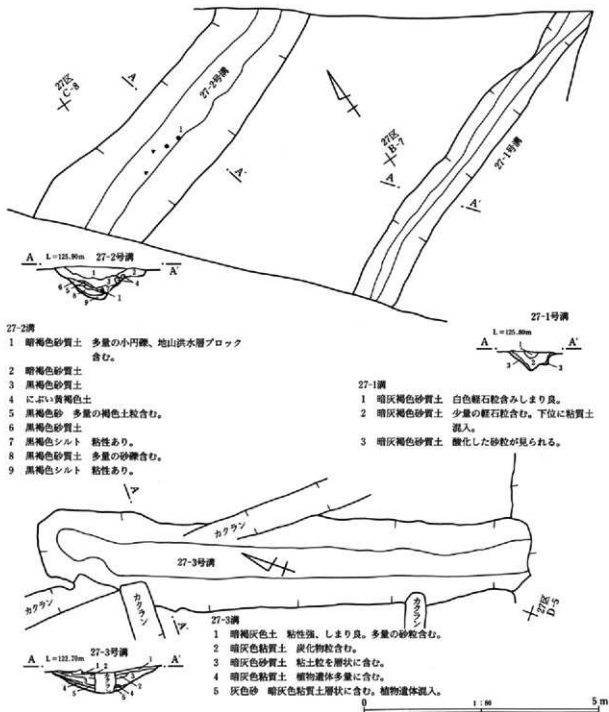 27区
C-8
A
27-2号溝
1
A'
27区
B-7
A
A'
27-1号溝
A L=125.90m 27-2号溝 A'
27-2溝
1 暗褐色砂質土 多量の小円礫、地山洪水層ブロック
含む。
2 暗褐色砂質土
3 黒褐色砂質土
4 にぶい黄褐色土
5 黒褐色砂 多量の褐色土粒含む。
6 黒褐色砂質土
7 黒褐色シルト 粘性あり。
8 黒褐色砂質土 多量の砂礫含む。
9 黒褐色シルト 粘性あり。
27-1号溝
L=125.80m
A A'
1
2
3
27-1溝
1 暗灰褐色砂質土 白色軽石粒含みしまり良。
2 暗灰褐色砂質土 少量の軽石粒含む。下位に粘質土
混入。
3 暗灰褐色砂質土 酸化した砂粒が見られる。
A
カクラン
27-3号溝
カクラン
カクラン
カクラン
A'
27区
D-5
27-3号溝
A L=122.70m A'
カクラン
27-3溝
1 暗褐灰色土 粘性強、しまり良。多量の砂粒含む。
2 暗灰色粘質土 炭化物粒含む。
3 暗灰色砂質土 粘土粒を層状に含む。
4 暗灰色粘質土 植物遺体多量に含む。
5 灰色砂 暗灰色粘質土層状に含む。植物遺体混入。
0 1:80 5m